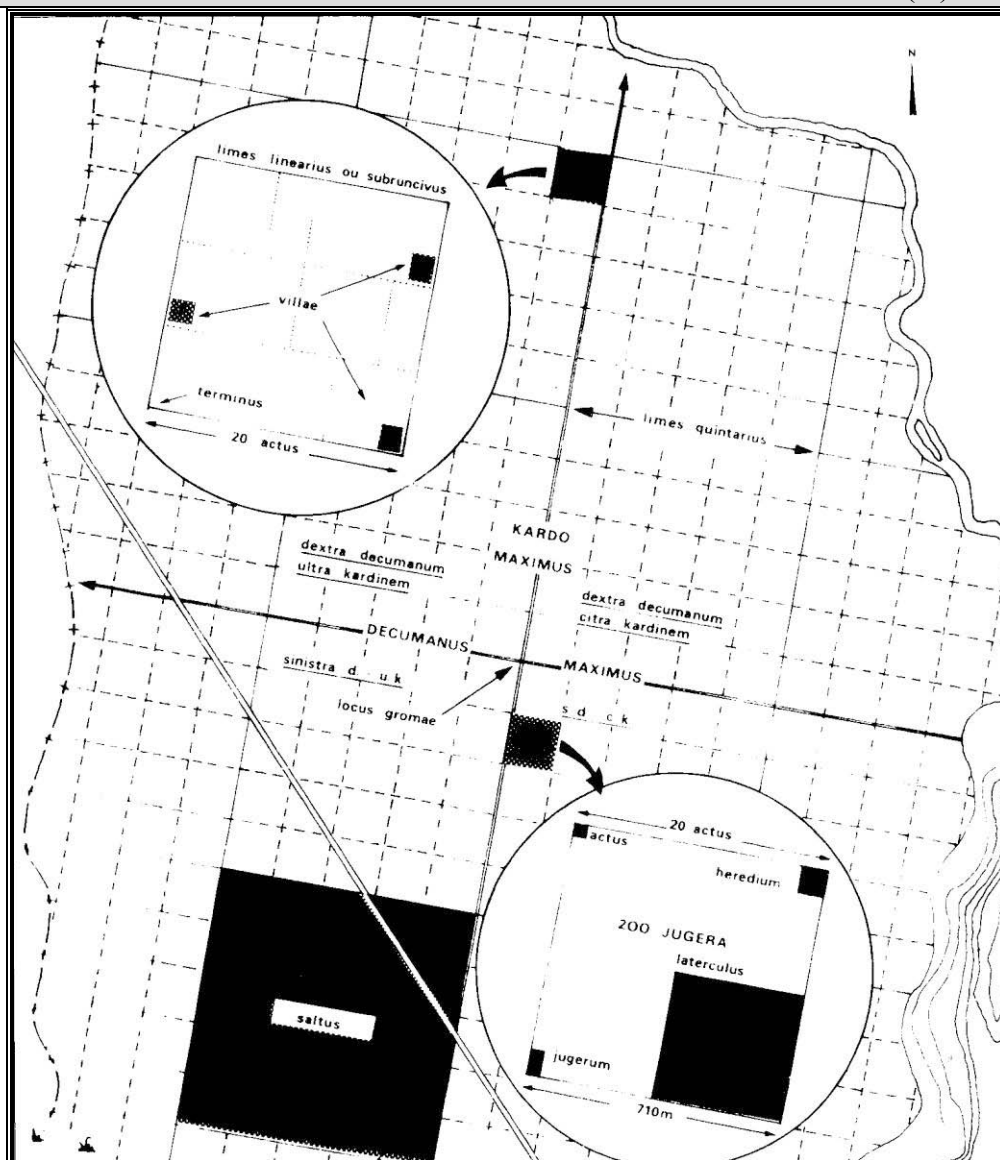 N
limes linearius ou subruncivus
villae
terminus
20 actus
limes quintarius
KARDO
MAXIMUS
dextra decumanum
ultra kardinem
dextra decumanum
citra kardinem
DECUMANUS
MAXIMUS
sinistra d u k
locus gromae
s d c k
20 actus
actus
heredium
200 JUGERA
laterculus
saltus
jugerum
710m